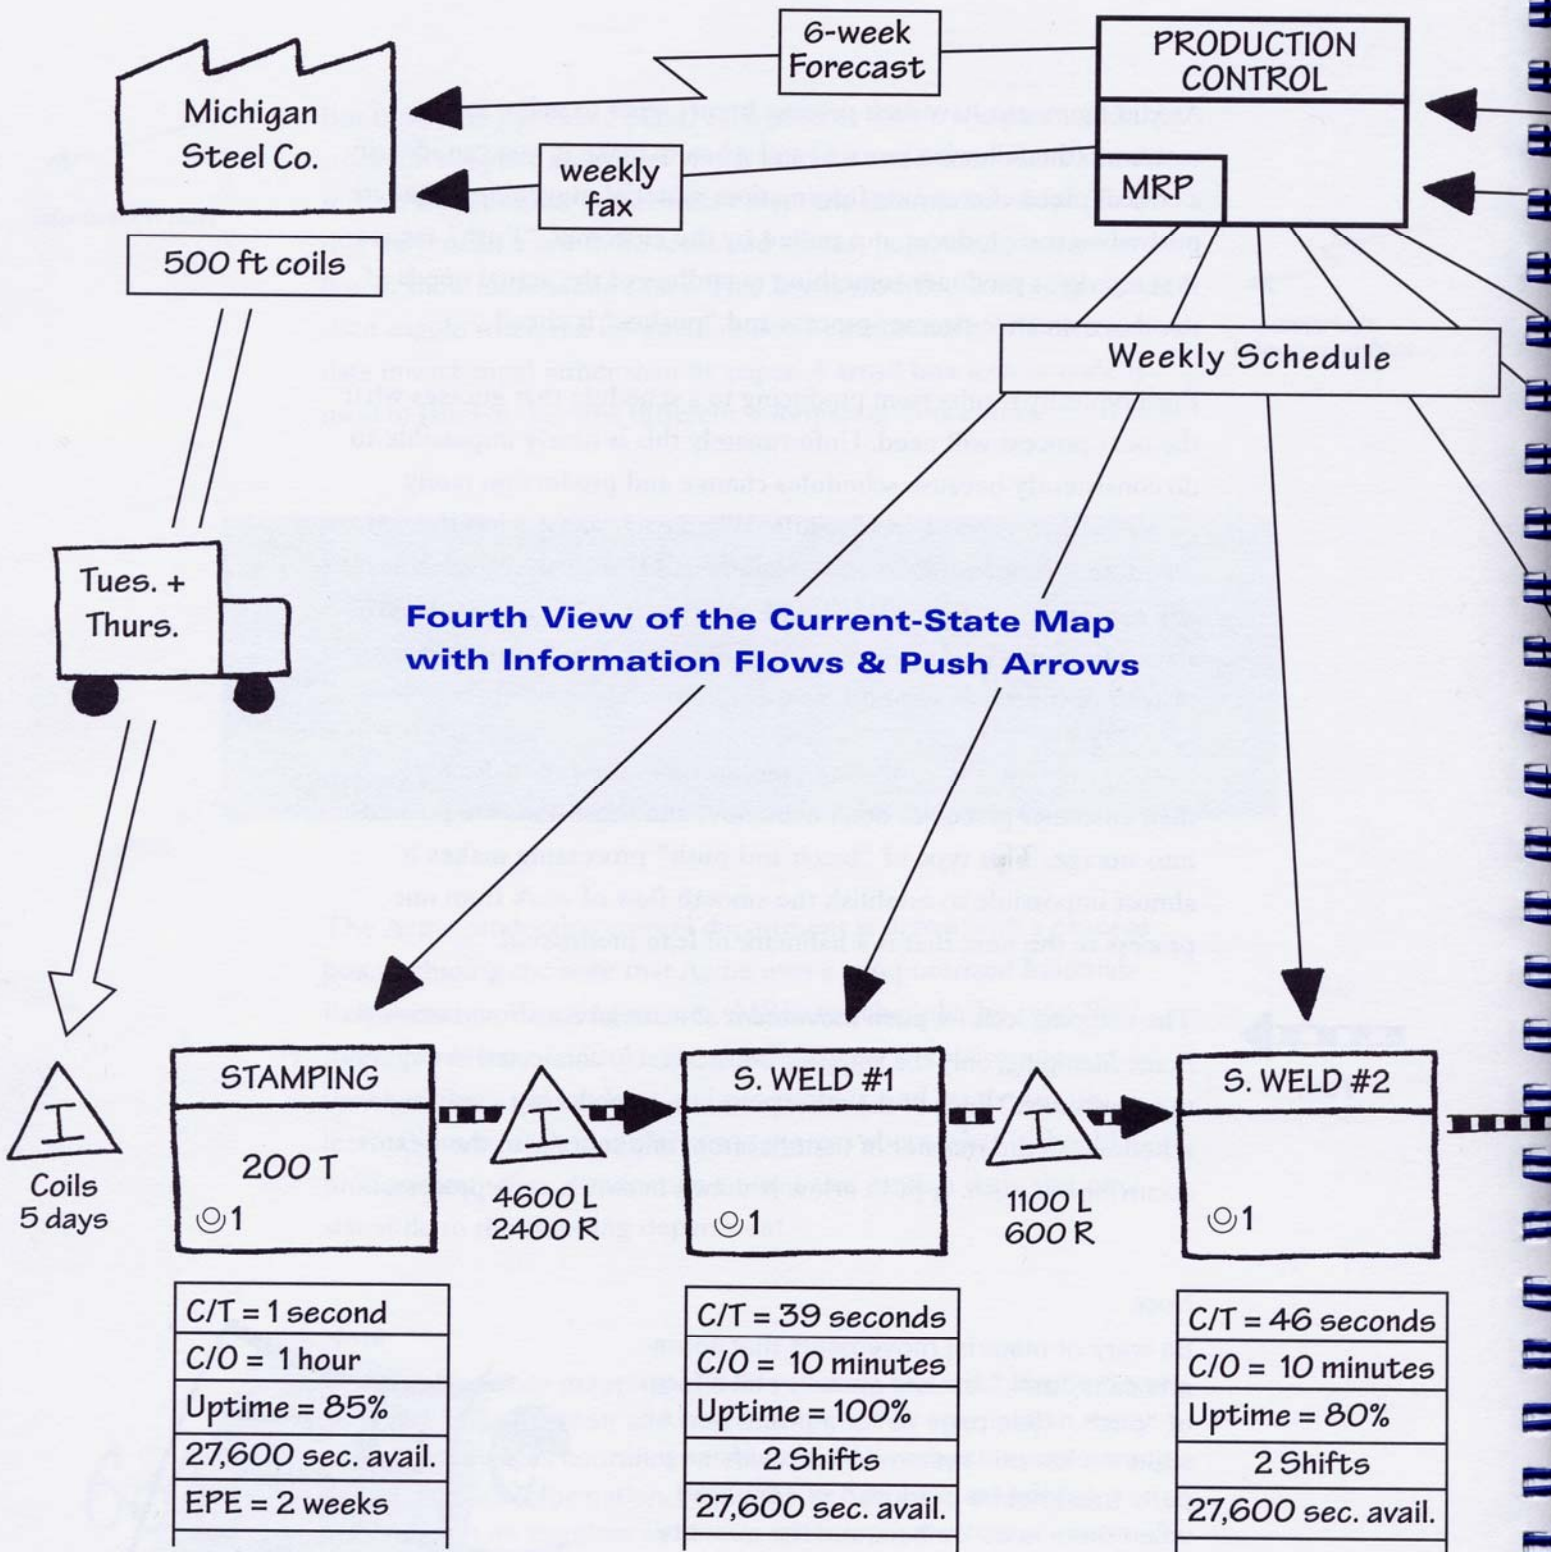 6-week
Forecast
PRODUCTION
CONTROL
Michigan
Steel Co.
weekly
fax
MRP
500 ft coils
Weekly Schedule
Tues. +
Thurs.
Fourth View of the Current-State Map
with Information Flows & Push Arrows
I
Coils
5 days
STAMPING
200 T
1
I
4600 L
2400 R
S. WELD #1
1
I
1100 L
600 R
S. WELD #2
1
C/T = 1 second
C/O = 1 hour
Uptime = 85%
27,600 sec. avail.
EPE = 2 weeks
C/T = 39 seconds
C/O = 10 minutes
Uptime = 100%
2 Shifts
27,600 sec. avail.
C/T = 46 seconds
C/O = 10 minutes
Uptime = 80%
2 Shifts
27,600 sec. avail.